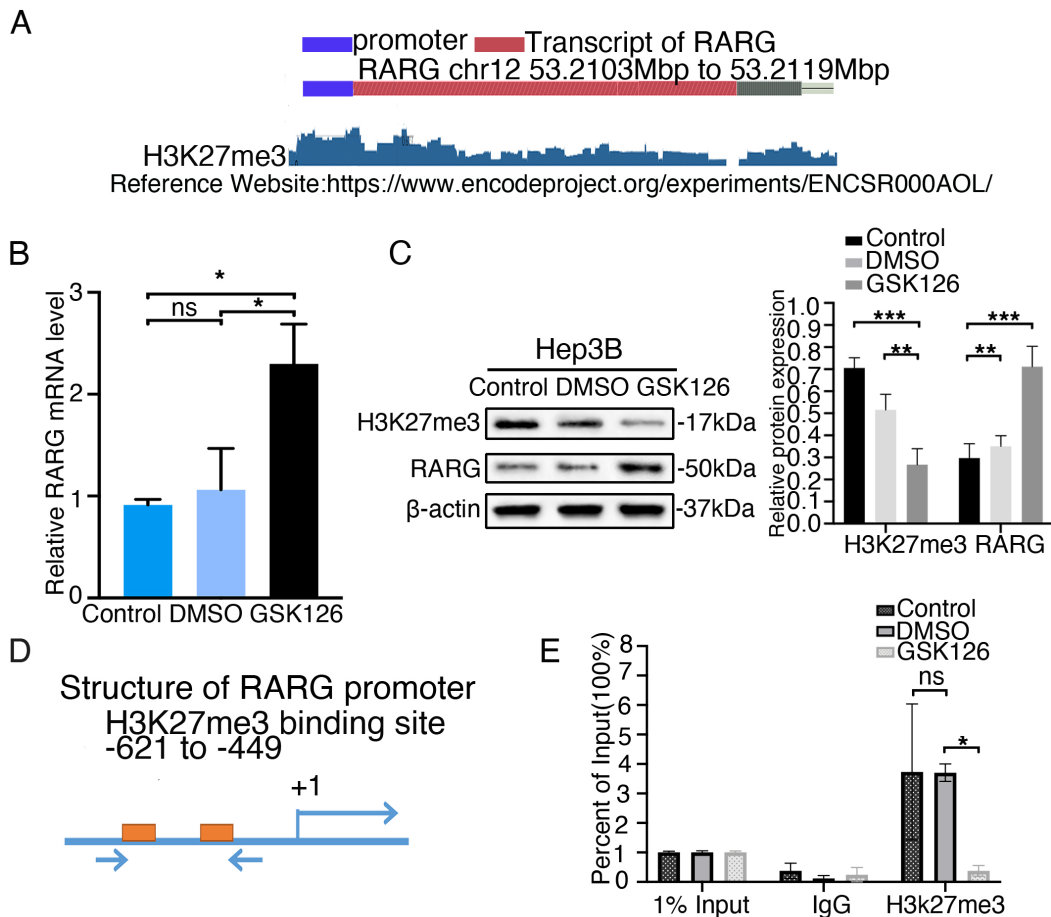 A
promoter Transcript of RARG
RARG chr12 53.2103Mbp to 53.2119Mbp
H3K27me3
Reference Website:https://www.encodeproject.org/experiments/ENCSR000AOL/
B
Relative RARG mRNA level
3
2
1
0
*
ns *
Control DMSO GSK126
C
Hep3B
Control DMSO GSK126
H3K27me3 -17kDa
RARG -50kDa
β-actin -37kDa
Control
DMSO
GSK126
Relative protein expression
1.0
0.9
0.8
0.7
0.6
0.5
0.4
0.3
0.2
0.1
0.0
*** ***
** **
H3K27me3 RARG
D
Structure of RARG promoter
H3K27me3 binding site
-621 to -449
+1
E
Control
DMSO
GSK126
Percent of Input(100%)
8
7
6
5
4
3
2
1
0
ns
*
1% Input IgG H3k27me3